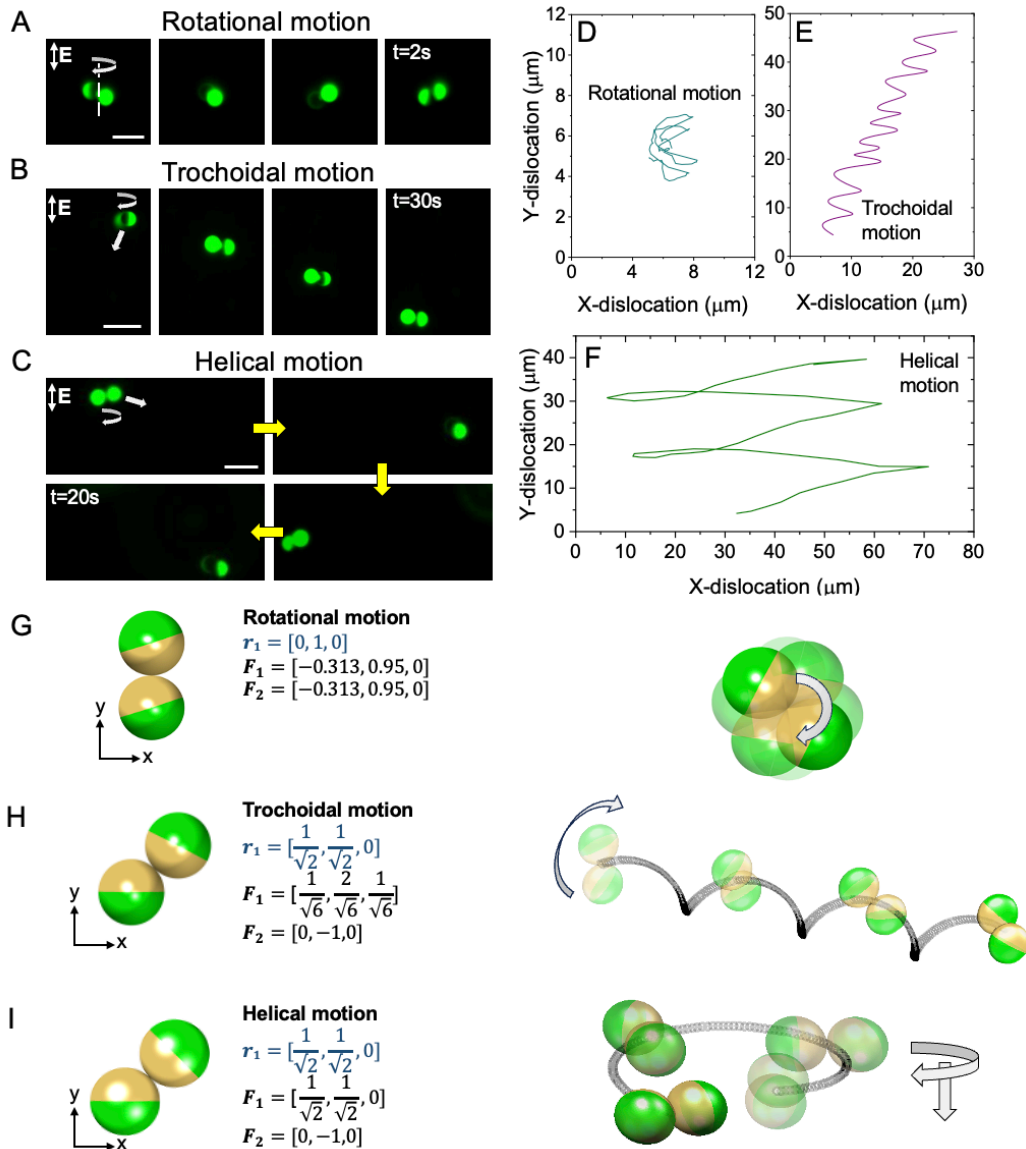 A
Rotational motion
E
t=2s
B
Trochoidal motion
E
t=30s
C
Helical motion
E
t=20s
D
Y-dislocation (μm)
12
10
8
6
4
2
0
Rotational motion
0
4
8
12
X-dislocation (μm)
E
50
45
40
30
20
10
0
Trochoidal
motion
0
10
20
30
X-dislocation (μm)
F
Y-dislocation (μm)
40
30
20
10
0
Helical
motion
0
10
20
30
40
50
60
70
80
X-dislocation (μm)
G
y
x
Rotational motion
r₁ = [0, 1, 0]
F₁ = [−0.313, 0.95, 0]
F₂ = [−0.313, 0.95, 0]
H
y
x
Trochoidal motion
r₁ = [1/√2, 1/√2, 0]
F₁ = [1/√6, 2/√6, 1/√6]
F₂ = [0, −1,0]
I
y
x
Helical motion
r₁ = [1/√2, 1/√2, 0]
F₁ = [1/√2, 1/√2, 0]
F₂ = [0, −1,0]